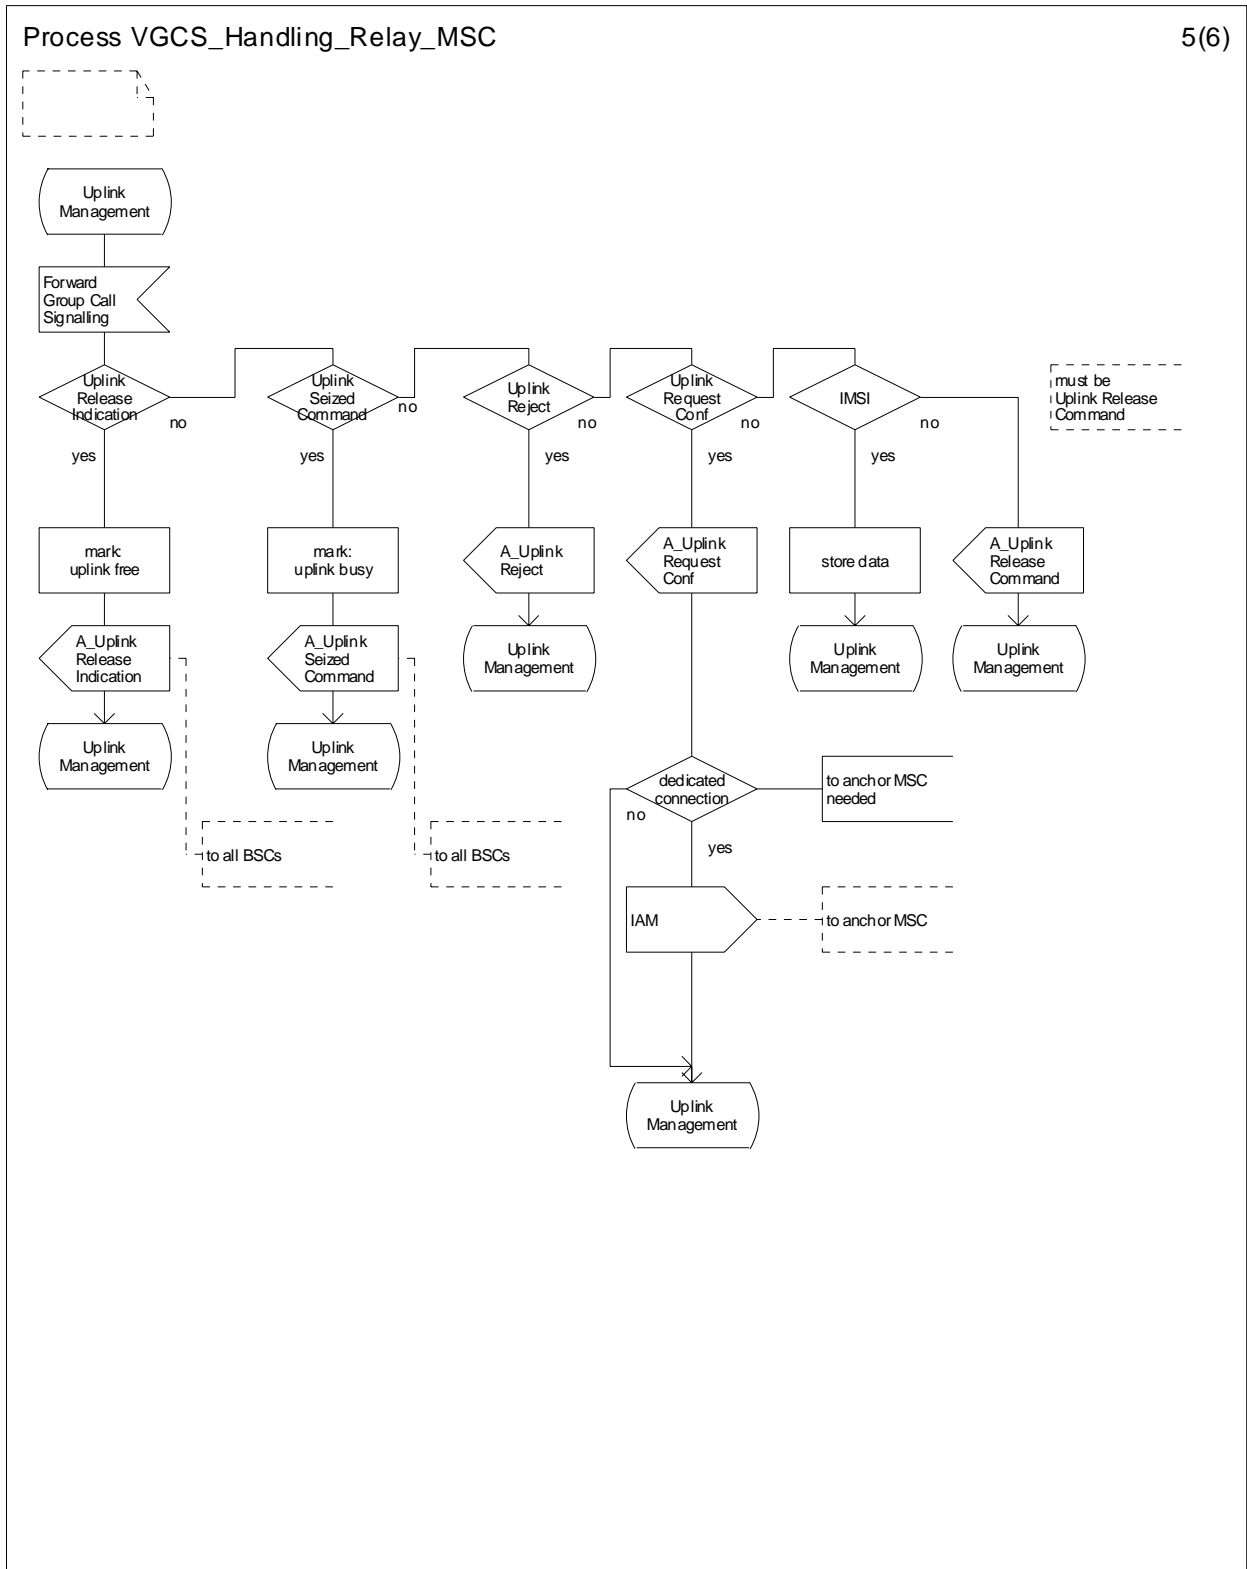 Process VGCS_Handling_Relay_MSC
5(6)
Uplink
Management
Forward
Group Call
Signalling
Uplink
Release
Indication
no
yes
Uplink
Seized
Command
no
yes
Uplink
Reject
no
yes
Uplink
Request
Conf
no
yes
IMSI
no
yes
must be
Uplink Release
Command
mark:
uplink free
mark:
uplink busy
A_Uplink
Reject
A_Uplink
Request
Conf
store data
A_Uplink
Release
Command
A_Uplink
Release
Indication
A_Uplink
Seized
Command
Uplink
Management
Uplink
Management
Uplink
Management
Uplink
Management
Uplink
Management
dedicated
connection
no
yes
to anchor MSC
needed
to all BSCs
to all BSCs
IAM
to anchor MSC
Uplink
Management